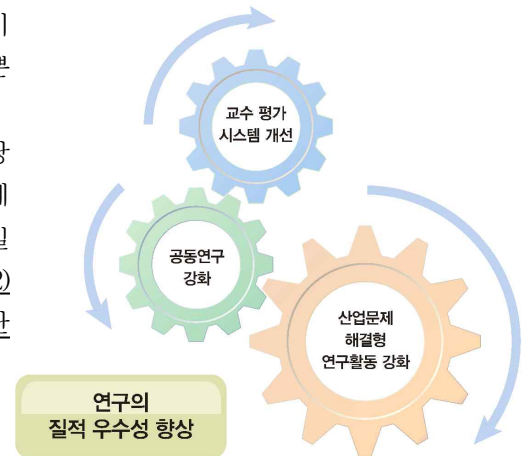 교수 평가
시스템 개선
공동연구
강화
산업문제
해결형
연구활동 강화
연구의
질적 우수성 향상